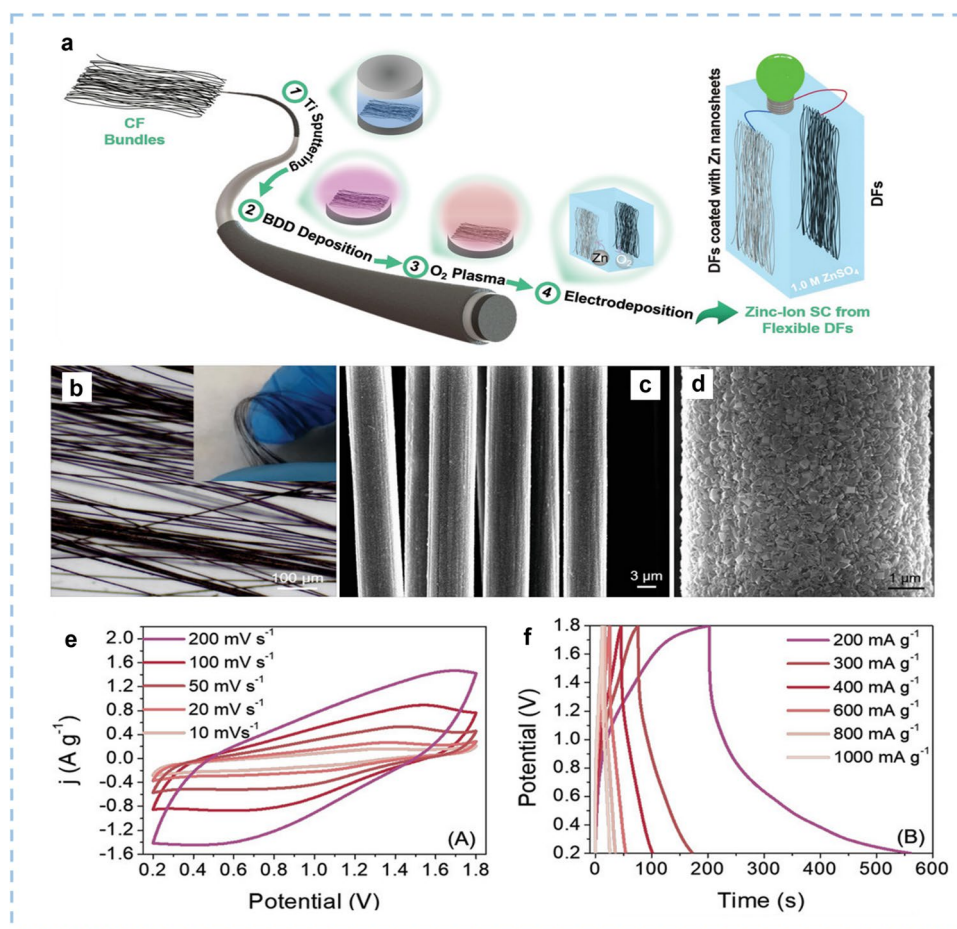 a
CF
Bundles
1 Ti Sputtering
2 BDD Deposition
3 O₂ Plasma
4 Electrodeposition
Zn
DFs coated with Zn nanosheets
DFs
1.0 M ZnSO₄
Zinc-Ion SC from
Flexible DFs
b
100 μm
c
3 μm
d
1 μm
e
2.0
1.6
1.2
0.8
0.4
0.0
-0.4
-0.8
-1.2
-1.6
j (A g⁻¹)
200 mV s⁻¹
100 mV s⁻¹
50 mV s⁻¹
20 mV s⁻¹
10 mVs⁻¹
(A)
0.2 0.4 0.6 0.8 1.0 1.2 1.4 1.6 1.8
Potential (V)
f
1.8
1.6
1.4
1.2
1.0
0.8
0.6
0.4
0.2
Potential (V)
200 mA g⁻¹
300 mA g⁻¹
400 mA g⁻¹
600 mA g⁻¹
800 mA g⁻¹
1000 mA g⁻¹
(B)
0 100 200 300 400 500 600
Time (s)